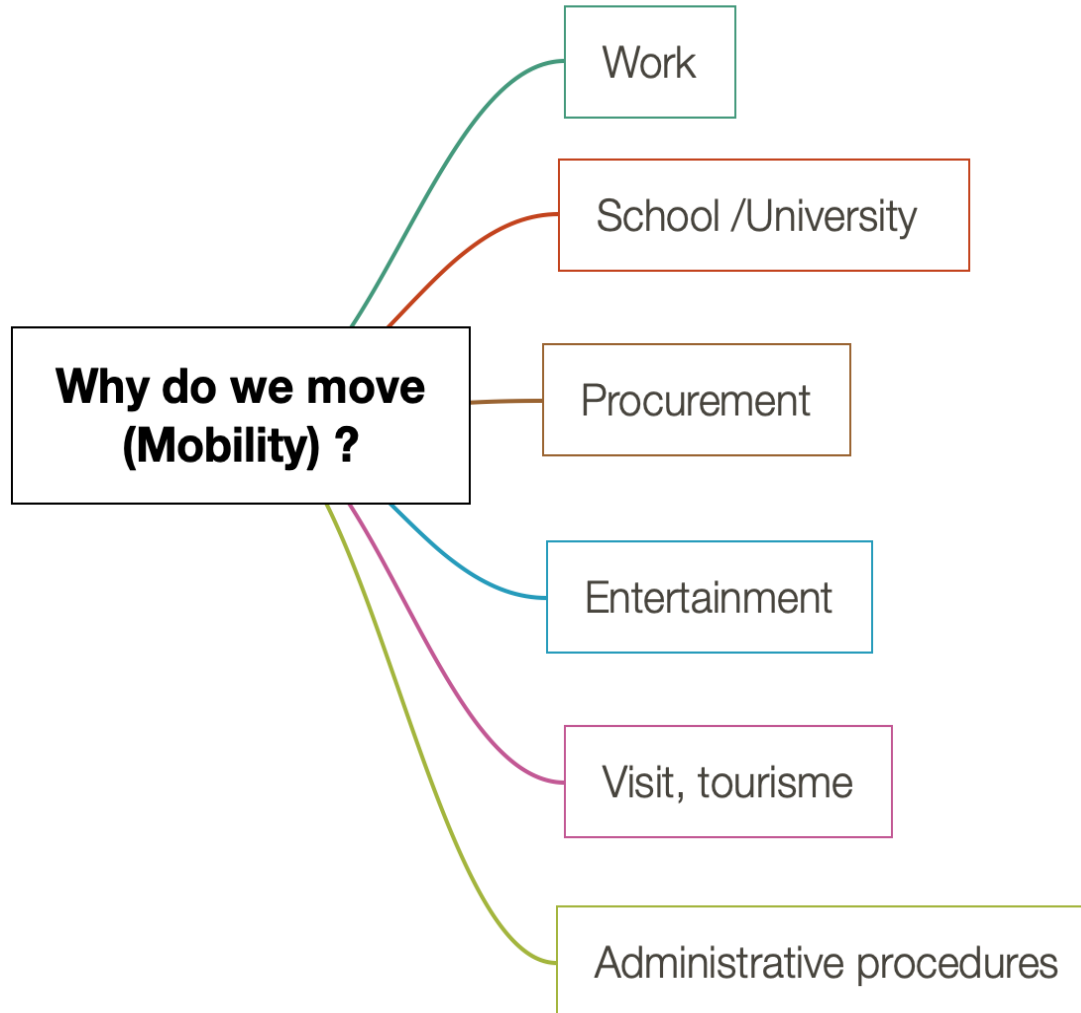 Work
School /University
Why do we move
(Mobility) ?
Procurement
Entertainment
Visit, tourisme
Administrative procedures